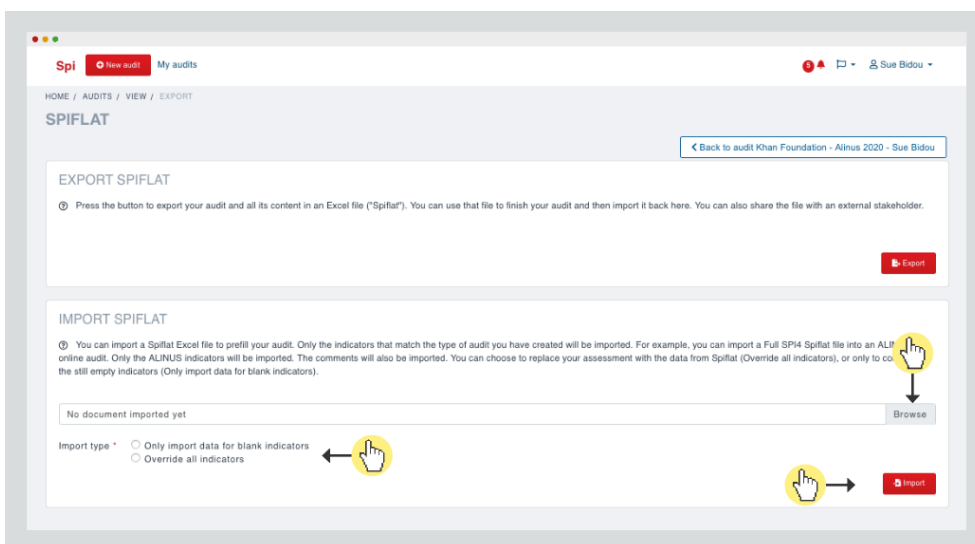 Spi New audit My audits 5 Sue Bidou
HOME / AUDITS / VIEW / EXPORT
SPIFLAT
Back to audit Khan Foundation - Alinus 2020 - Sue Bidou
EXPORT SPIFLAT
Press the button to export your audit and all its content in an Excel file ("Spiflat"). You can use that file to finish your audit and then import it back here. You can also share the file with an external stakeholder.
Export
IMPORT SPIFLAT
You can import a Spiflat Excel file to prefill your audit. Only the indicators that match the type of audit you have created will be imported. For example, you can import a Full SPI4 Spiflat file into an
online audit. Only the ALINUS indicators will be imported. The comments will also be imported. You can choose to replace your assessment with the data from Spiflat (Override all indicators), or only to
the still empty indicators (Only import data for blank indicators).
No document imported yet Browse
Import type * Only import data for blank indicators
Override all indicators
Import